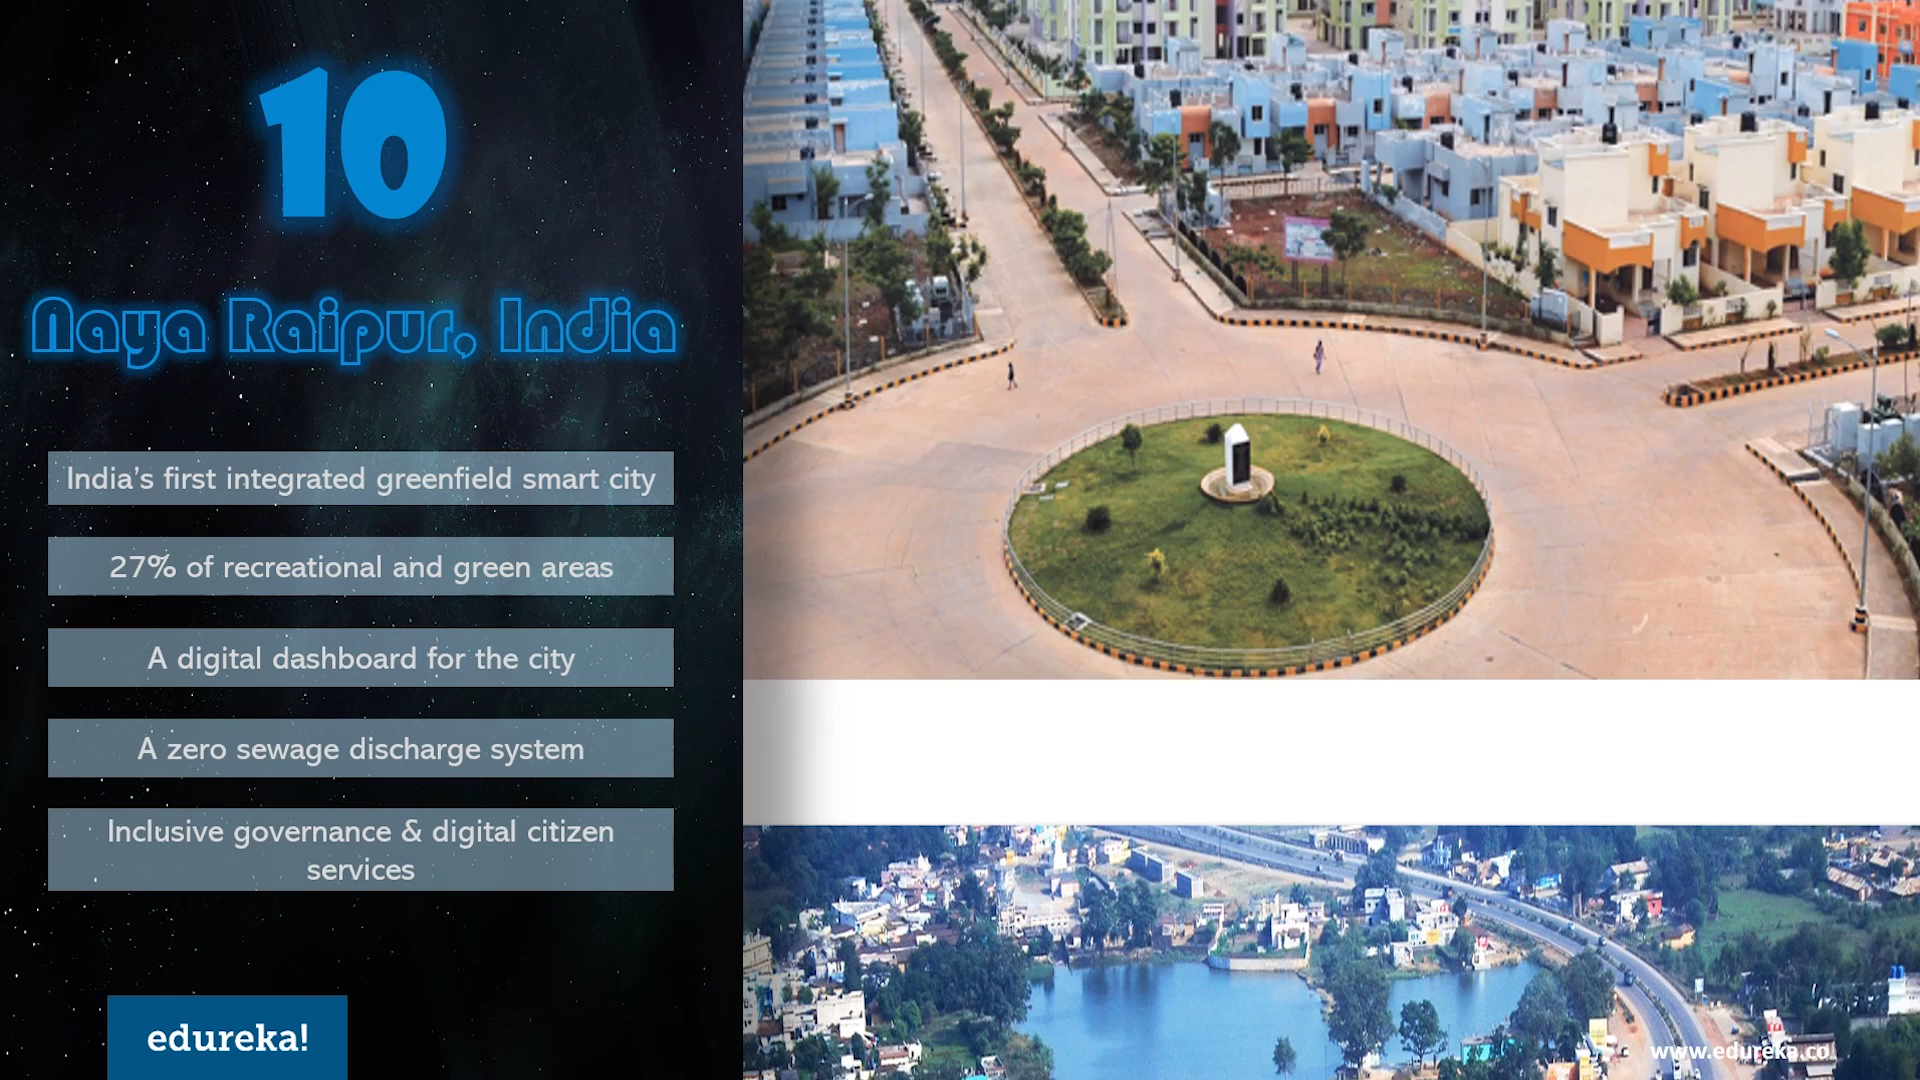 10
Naya Raipur, India
India's first integrated greenfield smart city
27% of recreational and green areas
A digital dashboard for the city
A zero sewage discharge system
Inclusive governance & digital citizen
services
edureka!
www.edureka.co